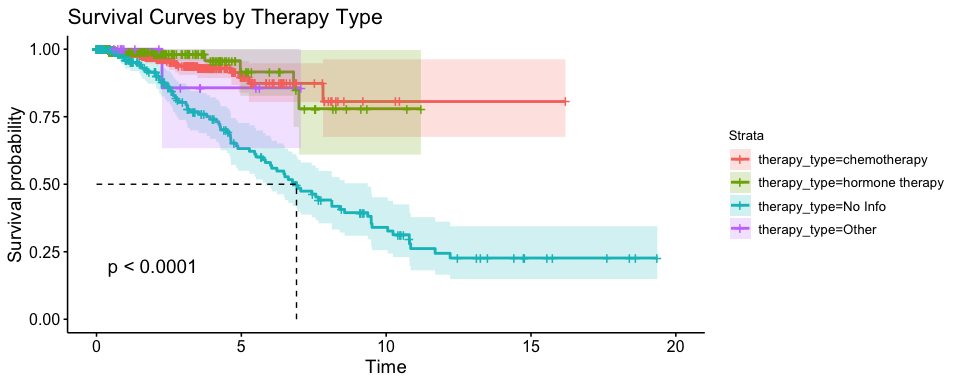 Survival Curves by Therapy Type
Survival probability
1.00
0.75
0.50
0.25
0.00
p < 0.0001
0 5 10 15 20
Time
Strata
therapy_type=chemotherapy
therapy_type=hormone therapy
therapy_type=No Info
therapy_type=Other